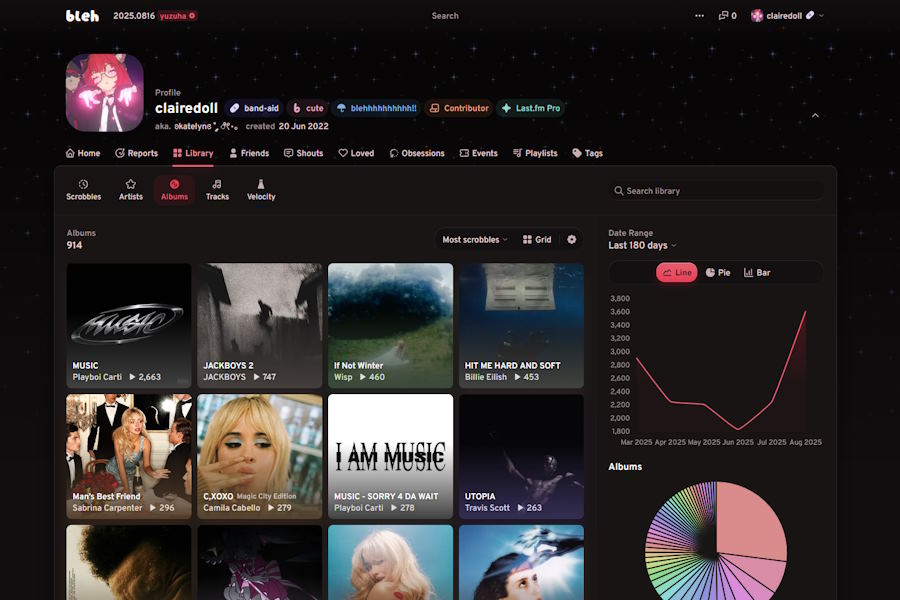 bleh 2025.0816 yuzuha Search 0 clairedoll
Profile
clairedoll band-aid cute blehhhhhhhhhh!! Contributor Last.fm Pro
created 20 Jun 2022
Home Reports Library Friends Shouts Loved Obsessions Events Playlists Tags
Scrobbles Artists Albums Tracks Velocity Search library
Albums
914
Most scrobbles Grid
Date Range
Last 180 days
Line Pie Bar
MUSIC
MUSIC
Playboi Carti 2,663
JACKBOYS 2
JACKBOYS 747
If Not Winter
Wisp 460
HIT ME HARD AND SOFT
Billie Eilish 453
Man's Best Friend
Sabrina Carpenter 296
C,XOXO Magic City Edition
Camila Cabello 279
I AM MUSIC
MUSIC - SORRY 4 DA WAIT
Playboi Carti 278
UTOPIA
Travis Scott 263
3,800
3,600
3,400
3,200
3,000
2,800
2,600
2,400
2,200
2,000
1,800
Mar 2025 Apr 2025 May 2025 Jun 2025 Jul 2025 Aug 2025
Albums